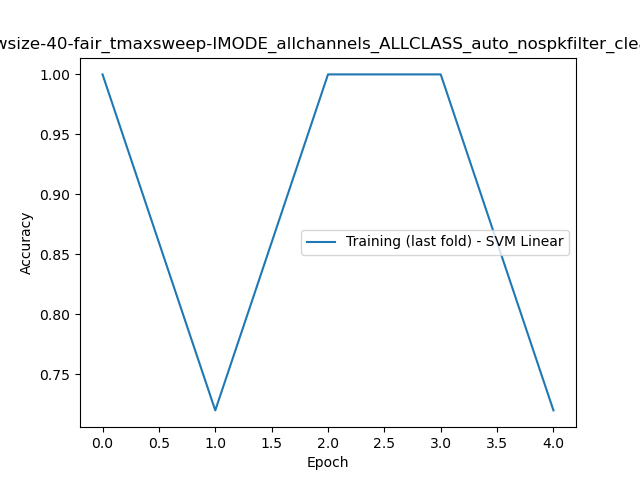 wsize-40-fair_tmaxsweep-IMODE_allchannels_ALLCLASS_auto_nospkfilter_clea
1.00
0.95
0.90
0.85
0.80
0.75
Accuracy
Training (last fold) - SVM Linear
0.0 0.5 1.0 1.5 2.0 2.5 3.0 3.5 4.0
Epoch